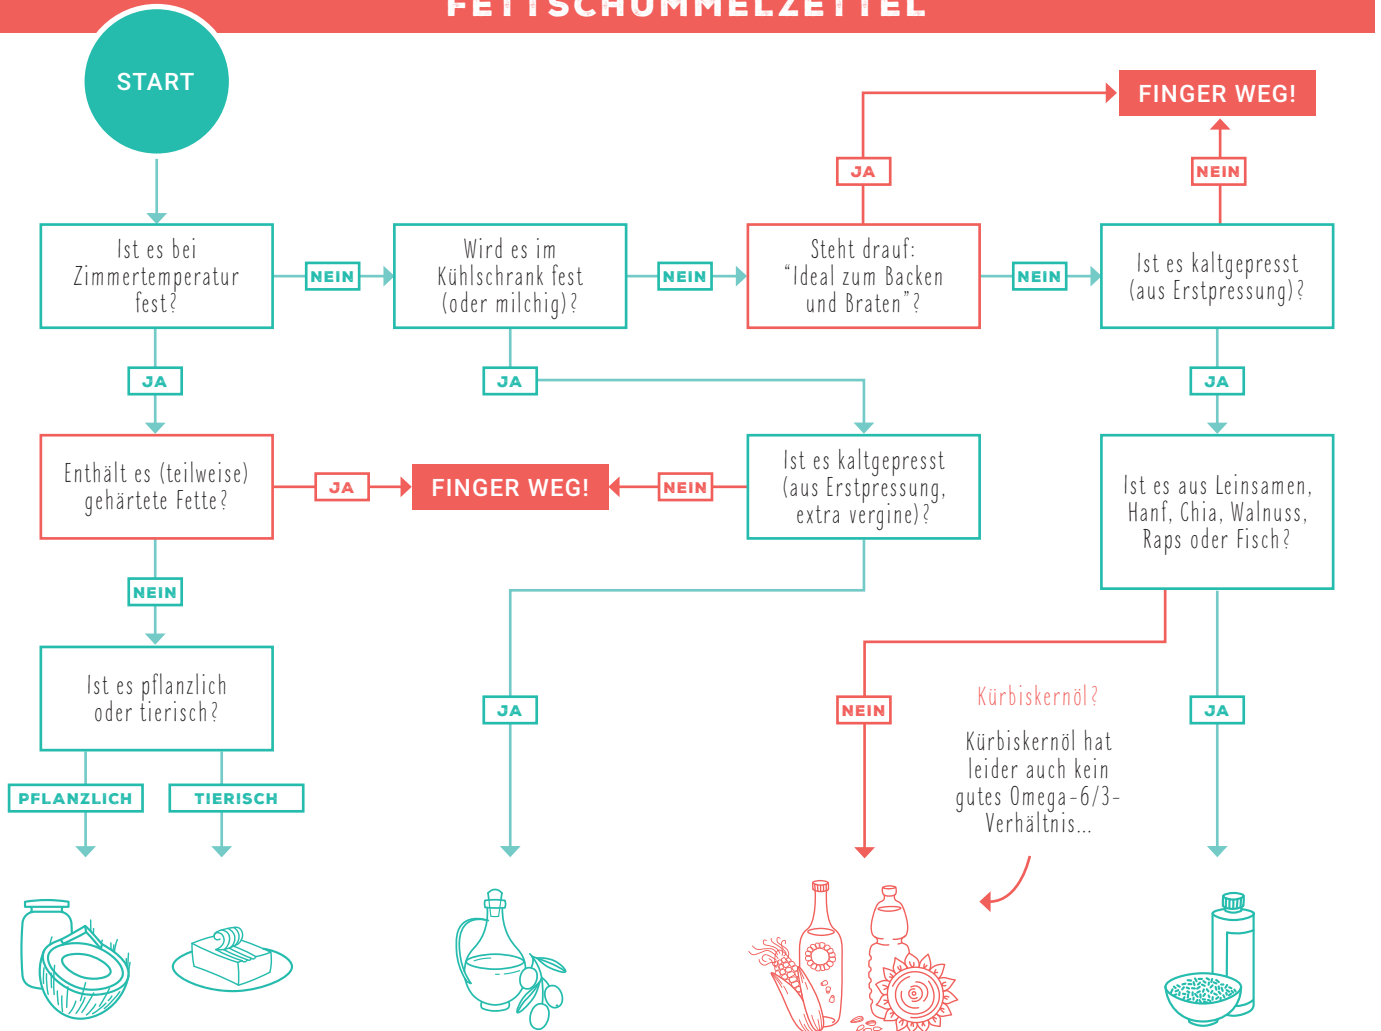 FETTSCHUMMELZETTEL
START
FINGER WEG!
JA
NEIN
Ist es bei
Zimmertemperatur
fest?
NEIN
Wird es im
Kühlschrank fest
(oder milchig)?
NEIN
Steht drauf:
“Ideal zum Backen
und Braten”?
NEIN
Ist es kaltgepresst
(aus Erstpressung)?
JA
JA
JA
Enthält es (teilweise)
gehärtete Fette?
JA
FINGER WEG!
NEIN
Ist es kaltgepresst
(aus Erstpressung,
extra vergine)?
Ist es aus Leinsamen,
Hanf, Chia, Walnuss,
Raps oder Fisch?
NEIN
Ist es pflanzlich
oder tierisch?
JA
NEIN
Kürbiskernöl?
Kürbiskernöl hat
leider auch kein
gutes Omega-6/3-
Verhältnis...
JA
PFLANZLICH
TIERISCH